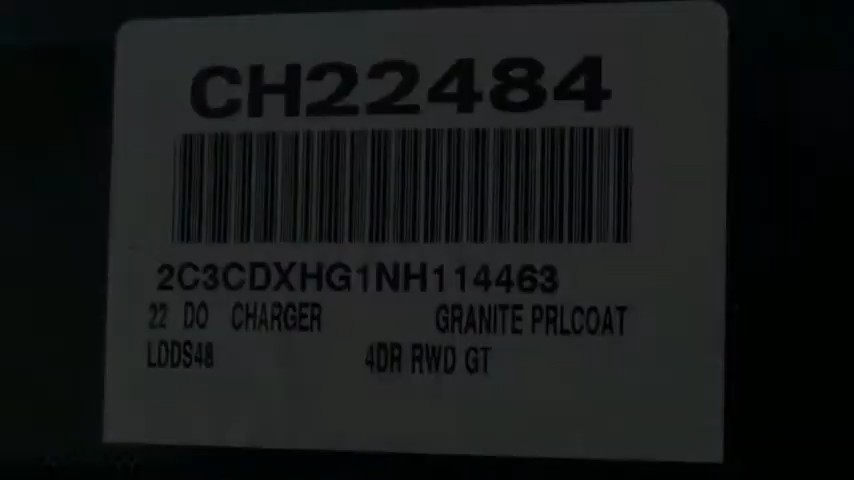 CH22484
2C3CDXHG1NH114463
22 DO CHARGER GRANITE PRLCOAT
LDDS48 4DR RWD GT